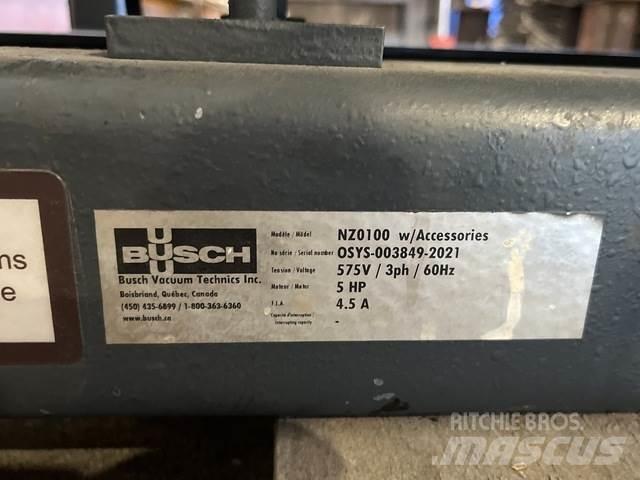 ms
e
BUSCH
Busch Vacuum Technics Inc.
Boisbriand, Québec, Canada
(450) 435-6899 / 1-800-363-6360
www.busch.ca
Modèle / Model NZ0100 w/Accessories
No série / Serial number OSYS-003849-2021
Tension / Voltage 575V / 3ph / 60Hz
Moteur / Motor 5 HP
F.L.A 4.5 A
Capacité d'interruption / Interrupting capacity -
RITCHIE BROS.
MASCUS